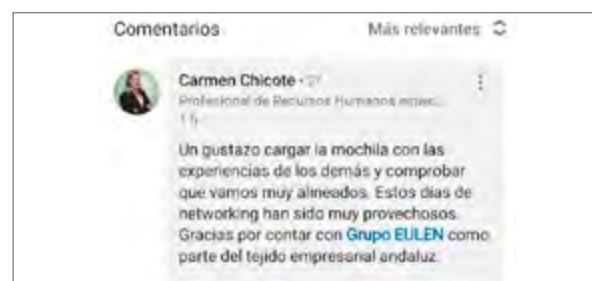 Comentarios Más relevantes
Carmen Chicote
Profesional de Recursos Humanos
1 h
Un gustazo cargar la mochila con las
experiencias de los demás y comprobar
que vamos muy alineados. Estos días de
networking han sido muy provechosos.
Gracias por contar con Grupo EULEN como
parte del tejido empresarial andaluz.